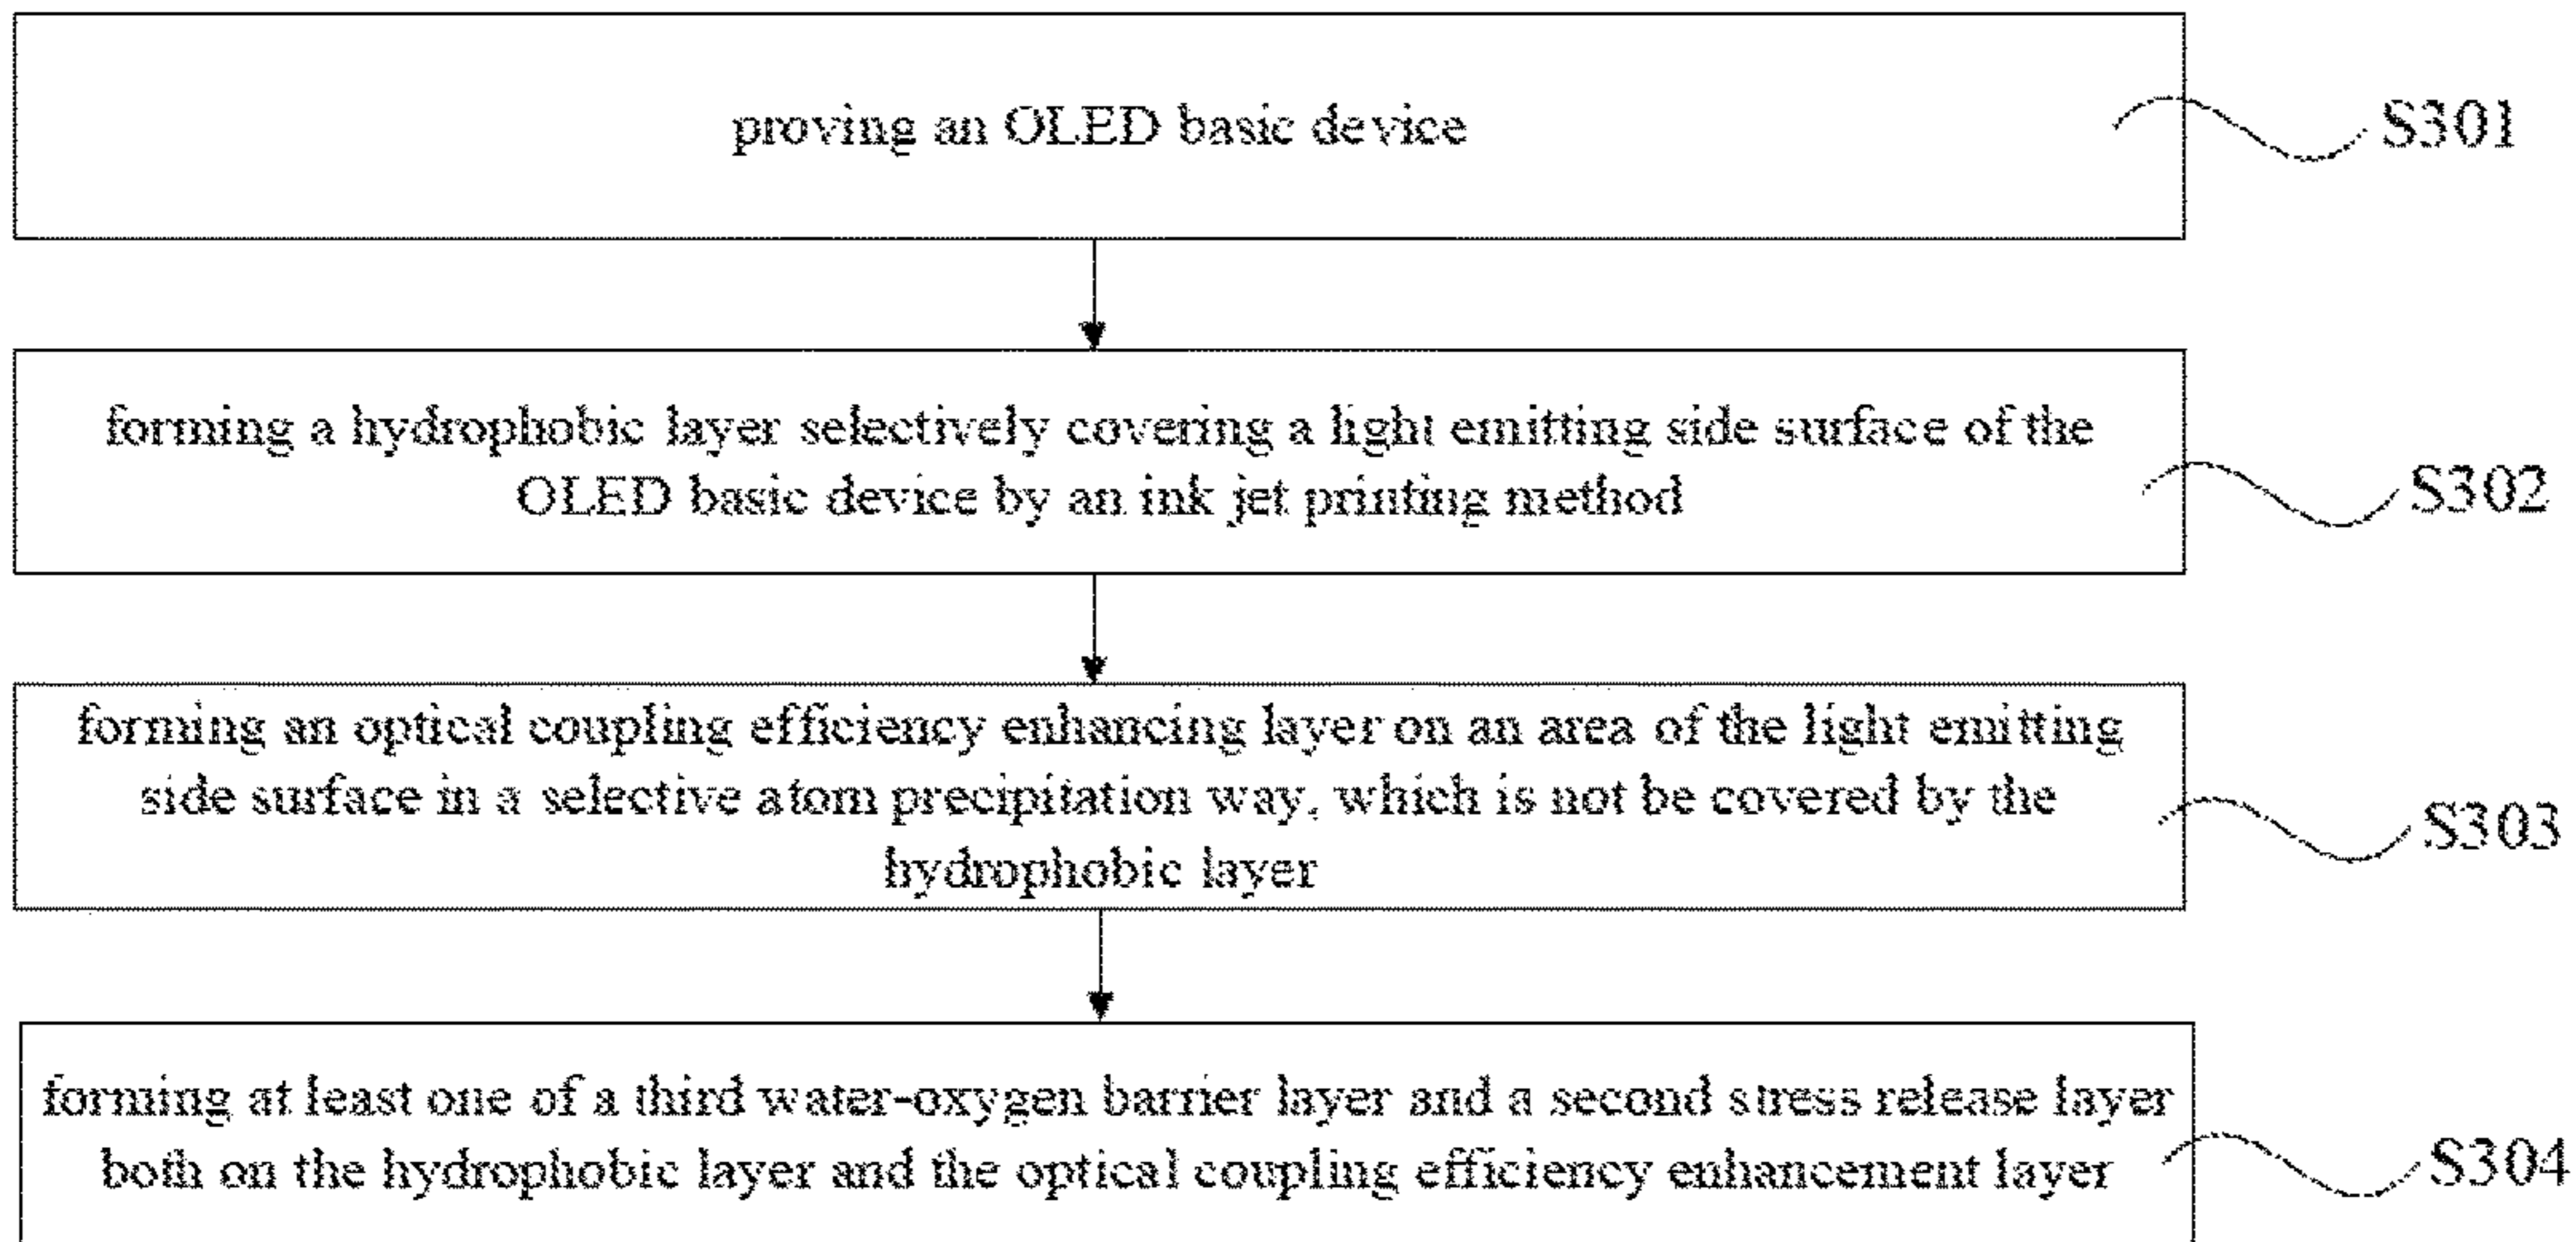 proving an OLED basic device
S301
forming a hydrophobic layer selectively covering a light emitting side surface of the
OLED basic device by an ink jet printing method
S302
forming an optical coupling efficiency enhancing layer on an area of the light emitting
side surface in a selective atom precipitation way, which is not be covered by the
hydrophobic layer
S303
forming at least one of a third water-oxygen barrier layer and a second stress release layer
both on the hydrophobic layer and the optical coupling efficiency enhancement layer
S304